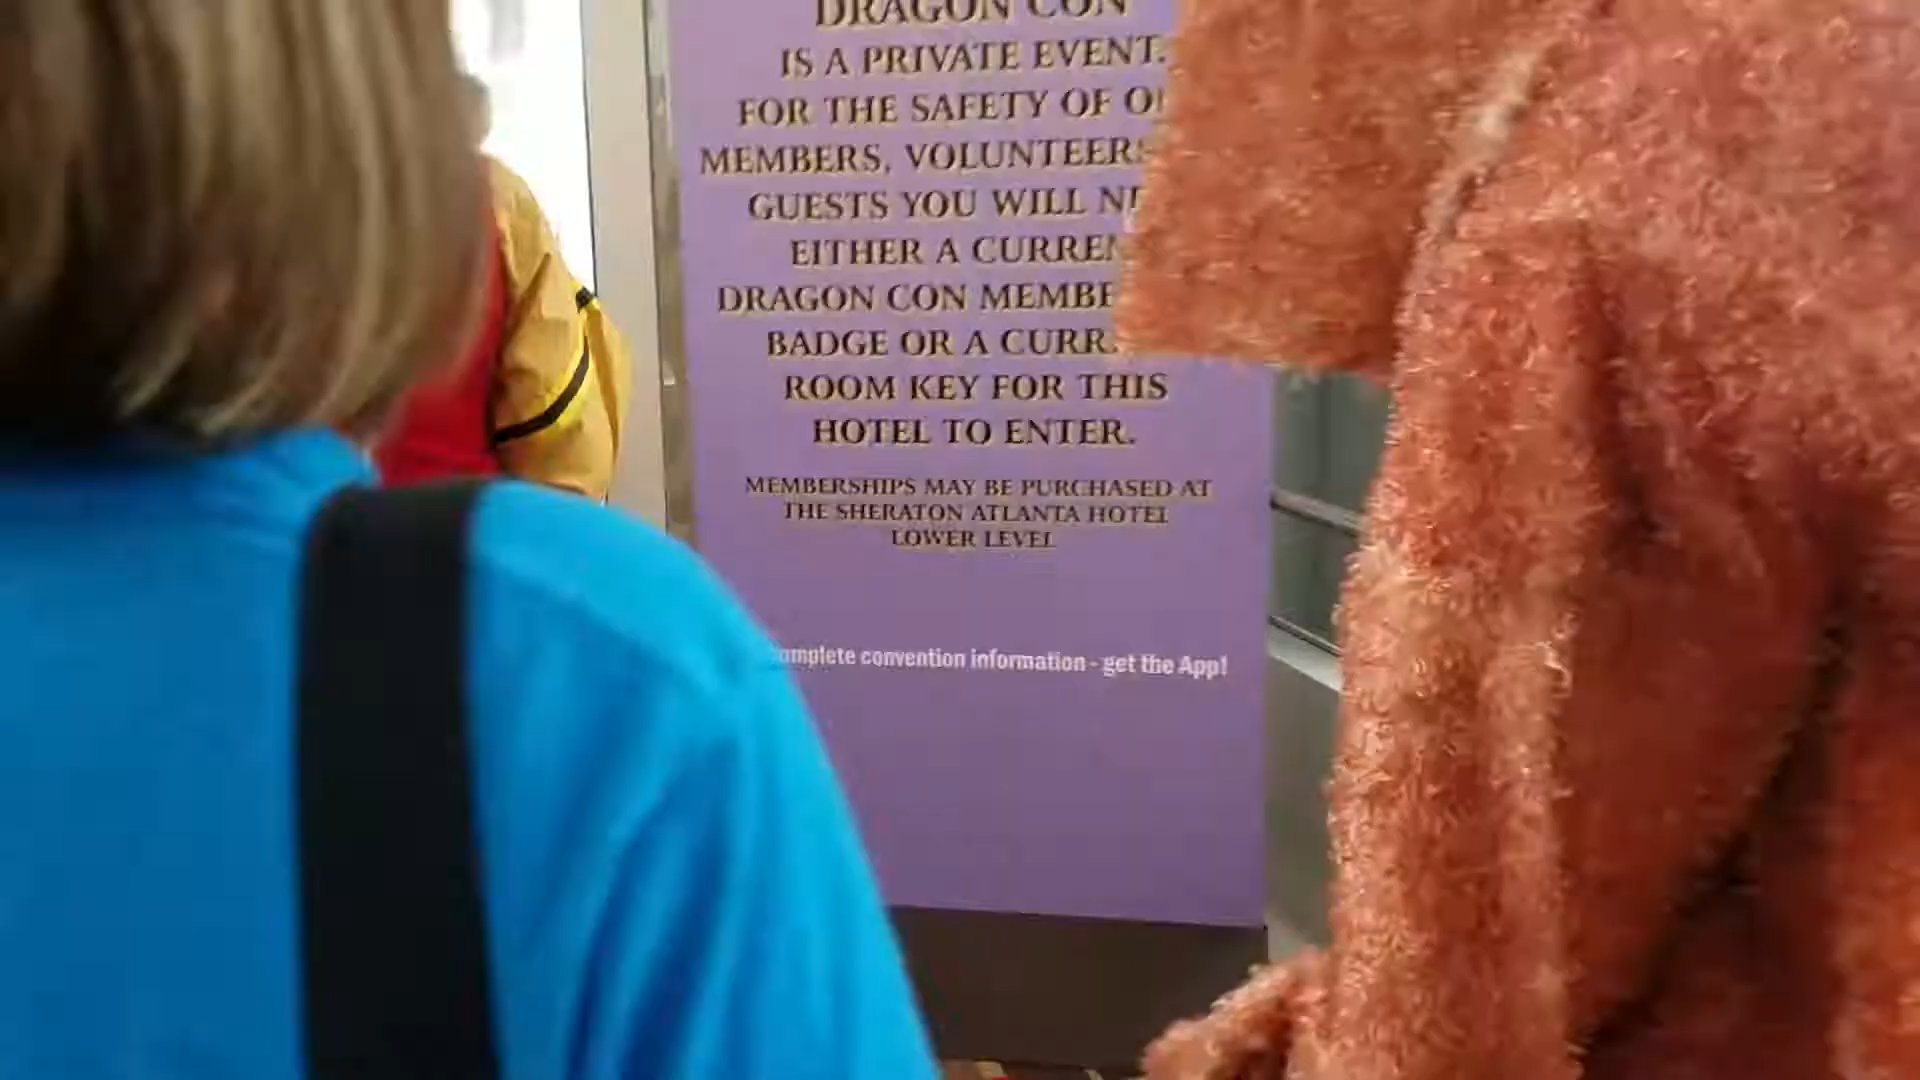 DRAGON CON
IS A PRIVATE EVENT.
FOR THE SAFETY OF
MEMBERS, VOLUNTEERS
GUESTS YOU WILL
EITHER A
DRAGON CON
BADGE OR A
ROOM KEY FOR THIS
HOTEL TO ENTER.
MEMBERSHIPS MAY BE PURCHASED AT
THE SHERATON ATLANTA HOTEL
LOWER LEVEL
convention information - get the App!